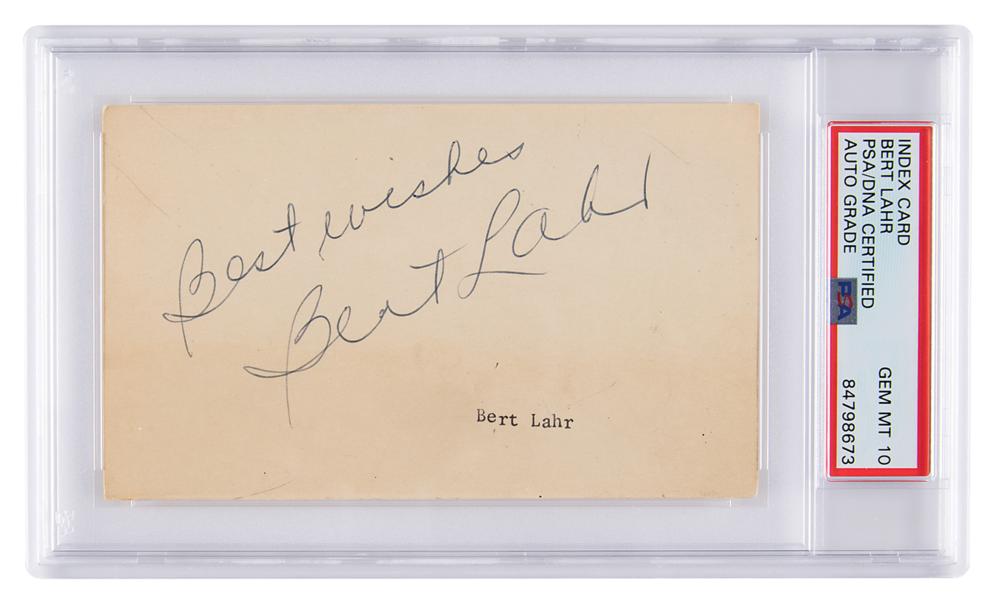 Best wishes
Bert Lahr
Bert Lahr
INDEX CARD
BERT LAHR
PSA/DNA CERTIFIED
AUTO GRADE
PSA
GEM MT 10
84798673